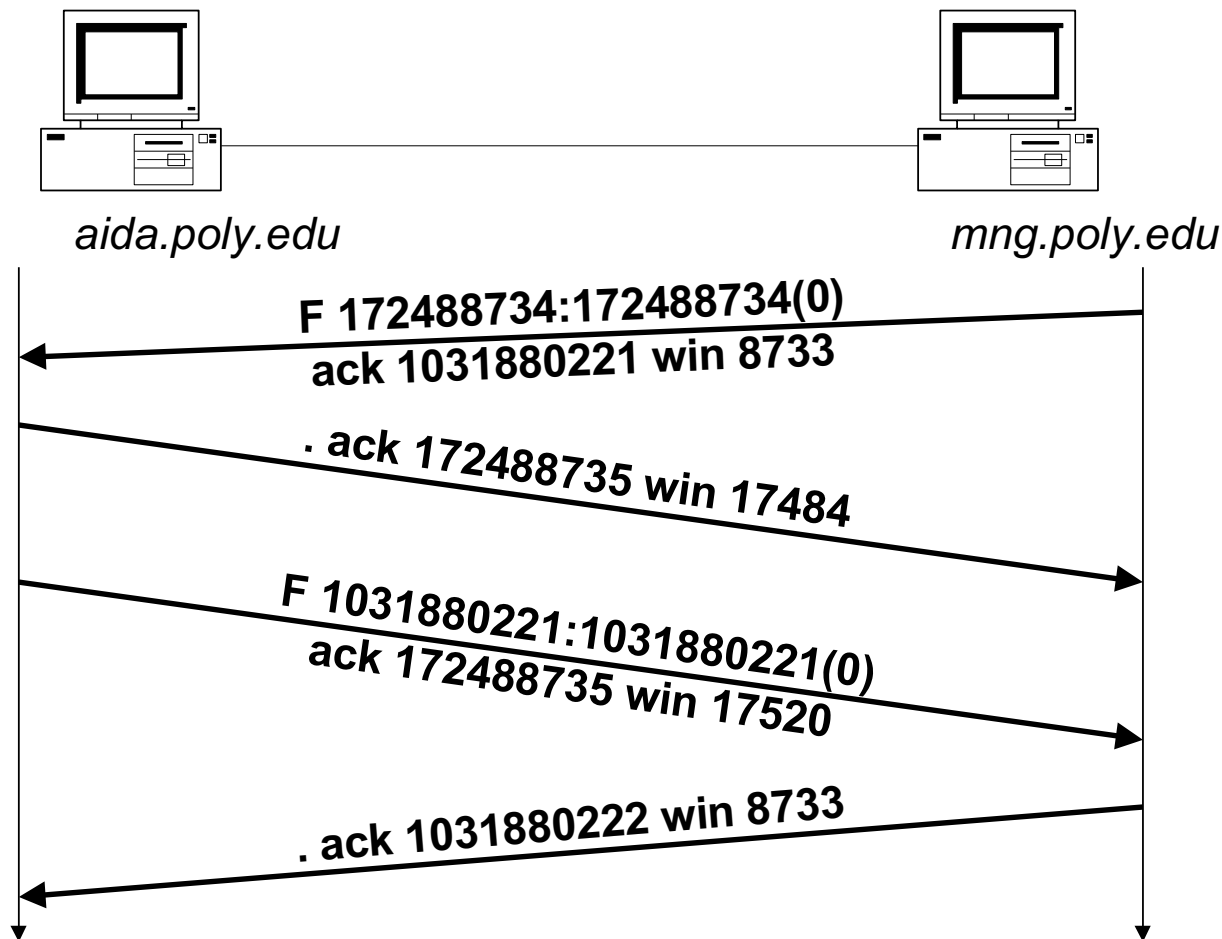 aida.poly.edu
mng.poly.edu
F 172488734:172488734(0)
ack 1031880221 win 8733
. ack 172488735 win 17484
F 1031880221:1031880221(0)
ack 172488735 win 17520
. ack 1031880222 win 8733